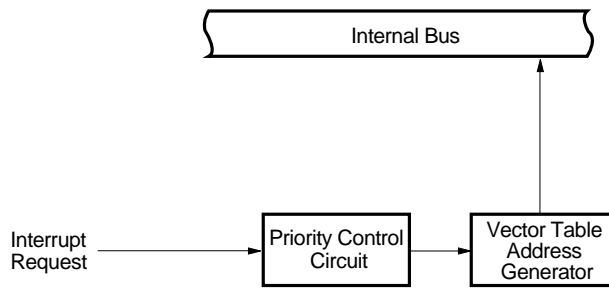 Internal Bus
Interrupt
Request
Priority Control
Circuit
Vector Table
Address
Generator